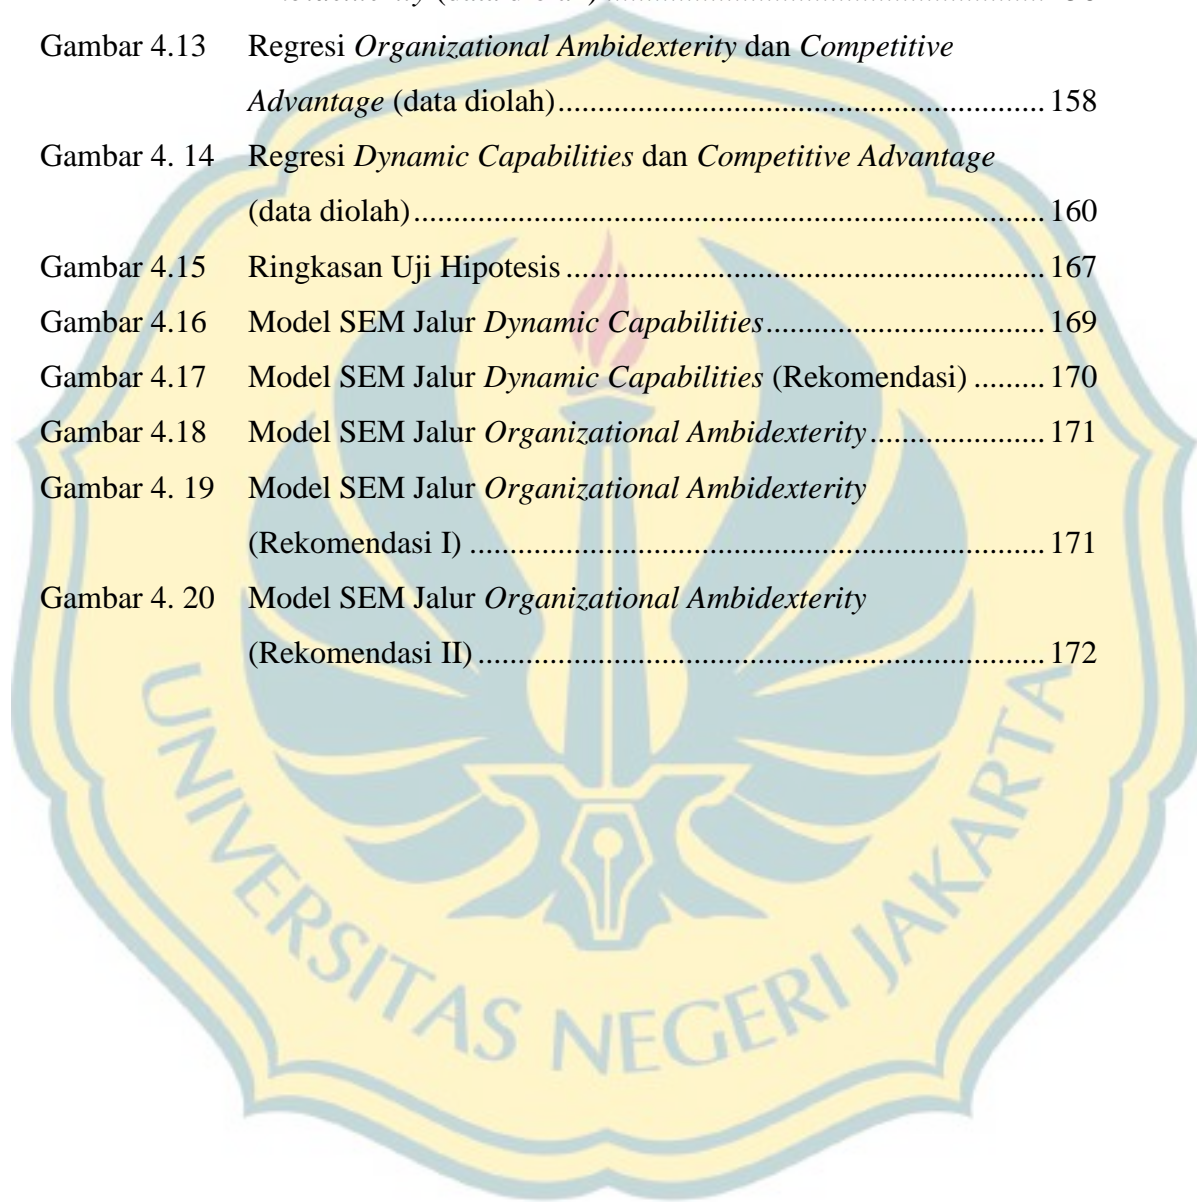 (data diolah)
Gambar 4.13 Regresi Organizational Ambidexterity dan Competitive
Advantage (data diolah)............................................................. 158
Gambar 4. 14 Regresi Dynamic Capabilities dan Competitive Advantage
(data diolah)............................................................................... 160
Gambar 4.15 Ringkasan Uji Hipotesis............................................................ 167
Gambar 4.16 Model SEM Jalur Dynamic Capabilities................................... 169
Gambar 4.17 Model SEM Jalur Dynamic Capabilities (Rekomendasi) ......... 170
Gambar 4.18 Model SEM Jalur Organizational Ambidexterity...................... 171
Gambar 4. 19 Model SEM Jalur Organizational Ambidexterity
(Rekomendasi I) ........................................................................ 171
Gambar 4. 20 Model SEM Jalur Organizational Ambidexterity
(Rekomendasi II) ....................................................................... 172
UNIVERSITAS NEGERI JAKARTA